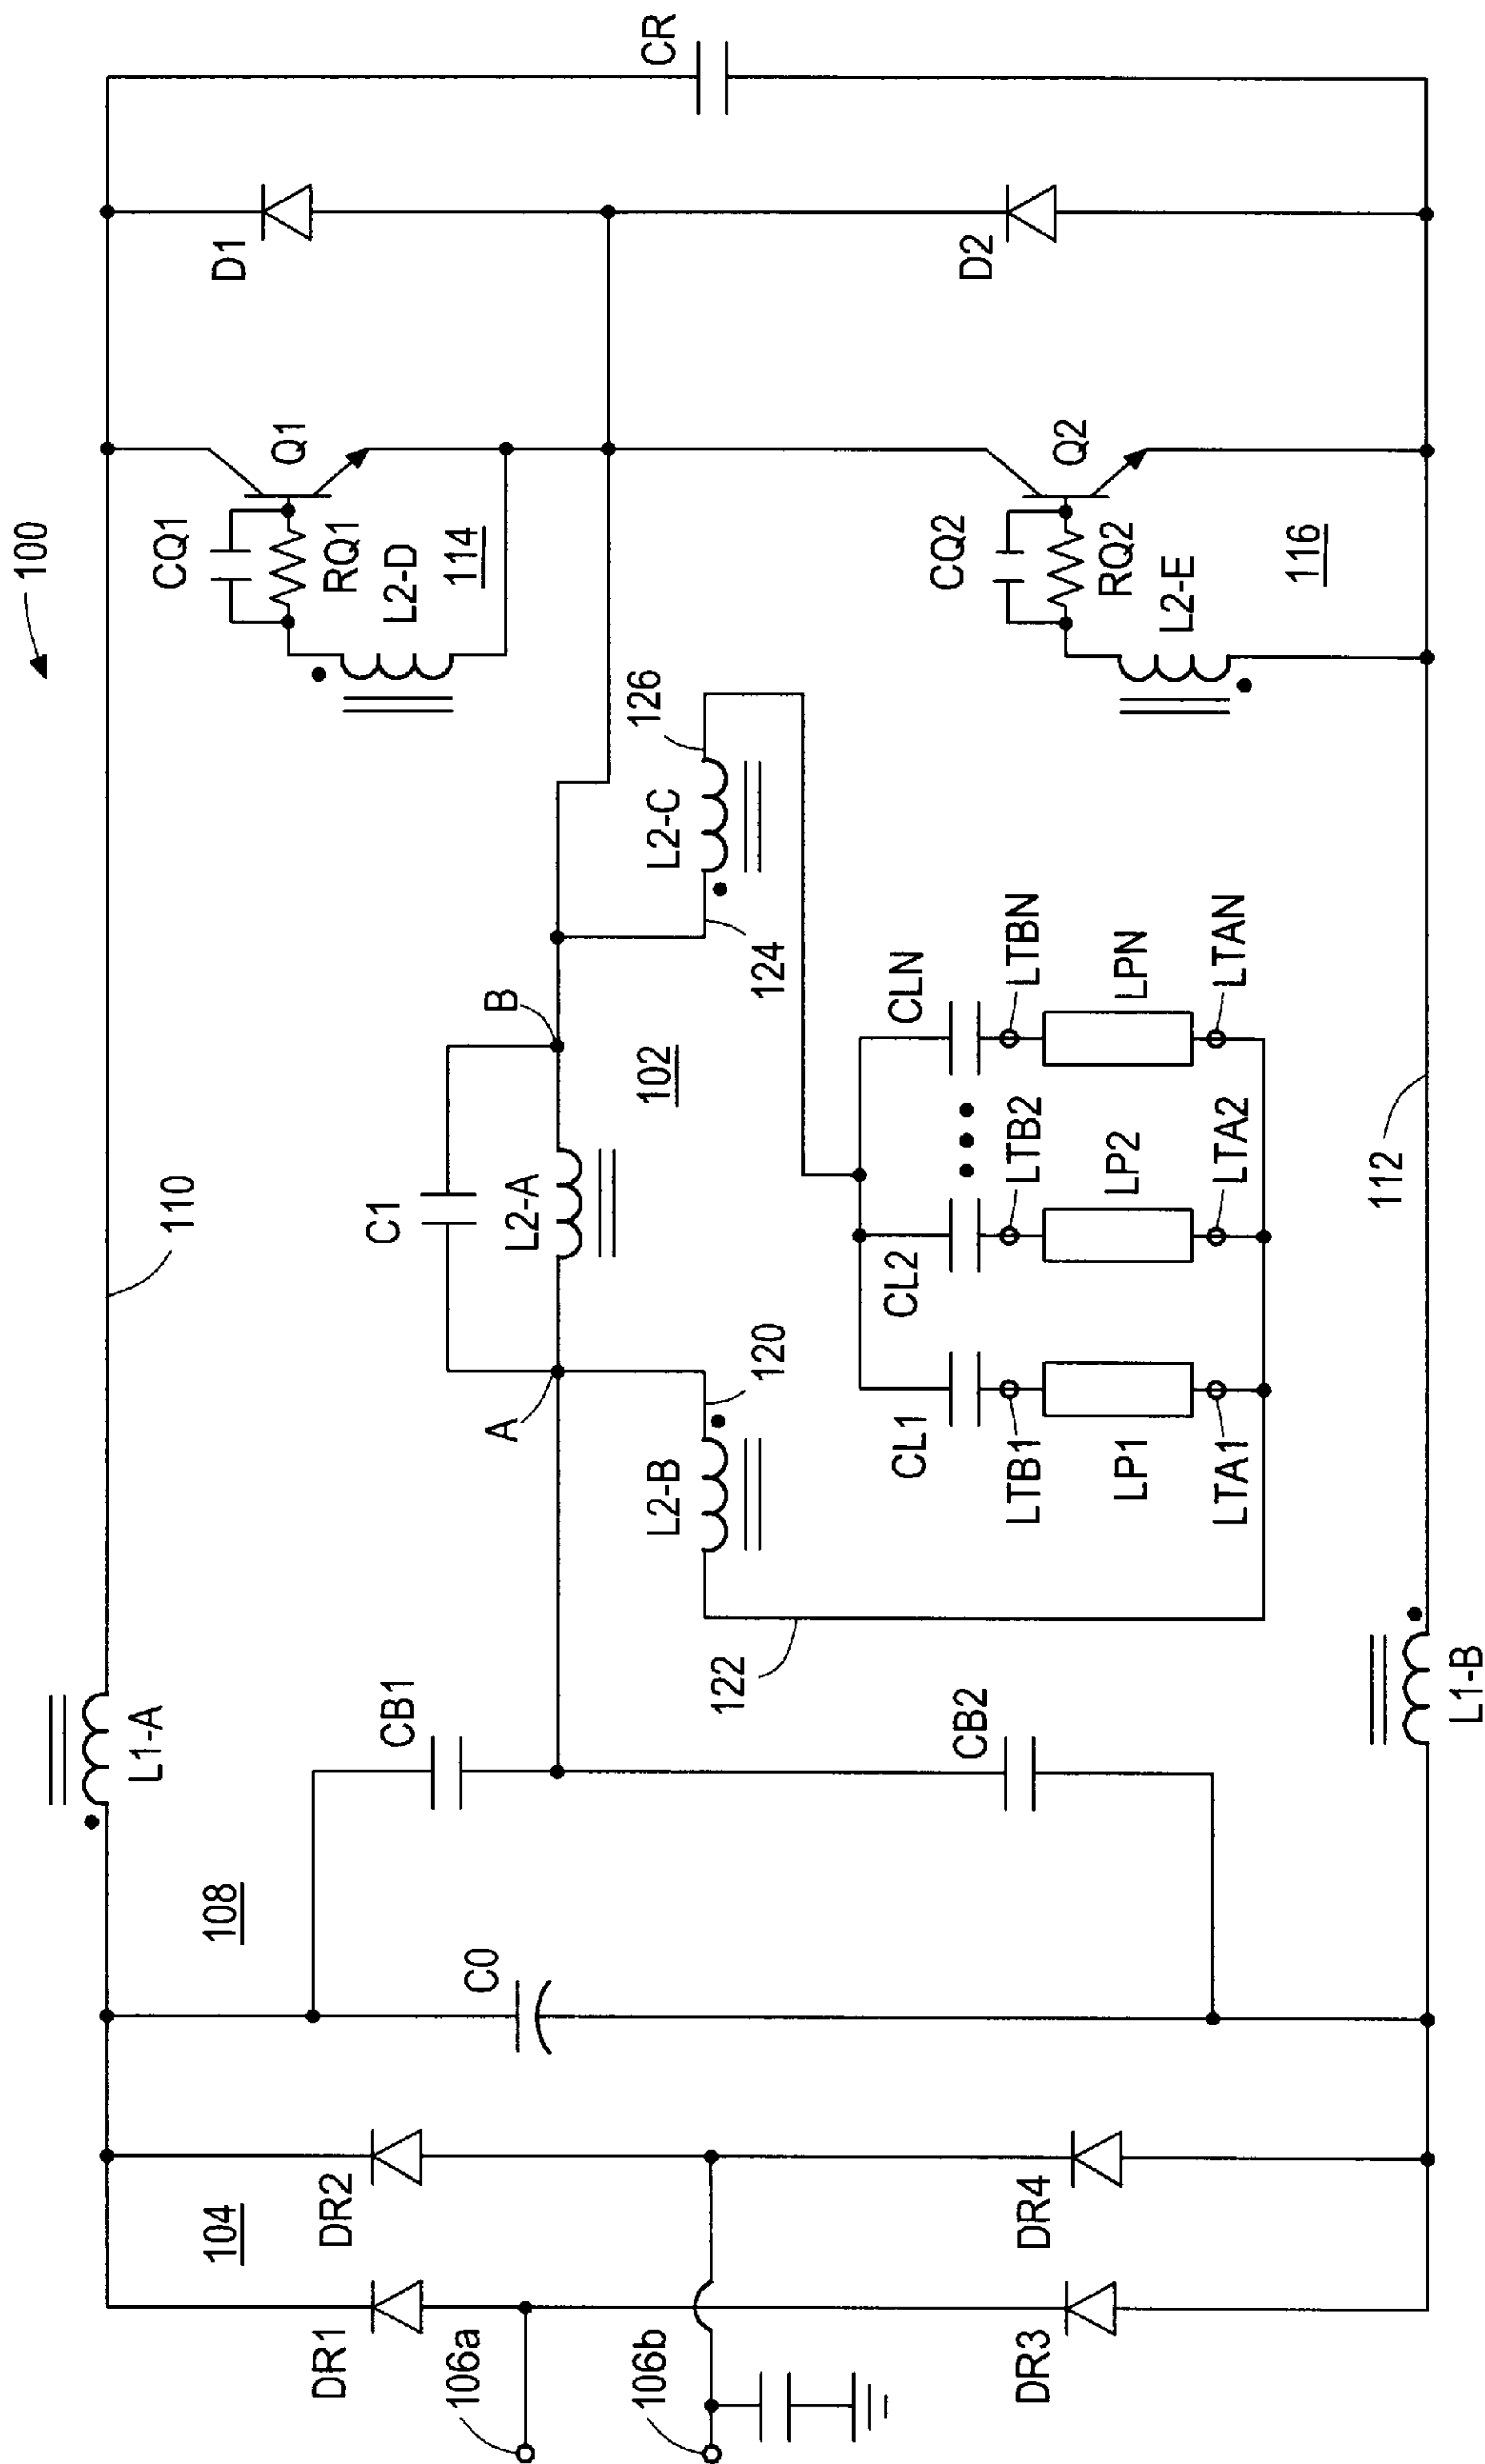 100
110
112
104
108
102
114
116
106a
106b
DR1
DR2
DR3
DR4
C0
CB1
CB2
L1-A
L1-B
A
B
C1
L2-A
L2-B
120
122
L2-C
124
126
CL1
CL2
CLN
LTB1
LTB2
LTBN
LP1
LP2
LPN
LTA1
LTA2
LTAN
CQ1
RQ1
L2-D
Q1
CQ2
RQ2
L2-E
Q2
D1
D2
CR